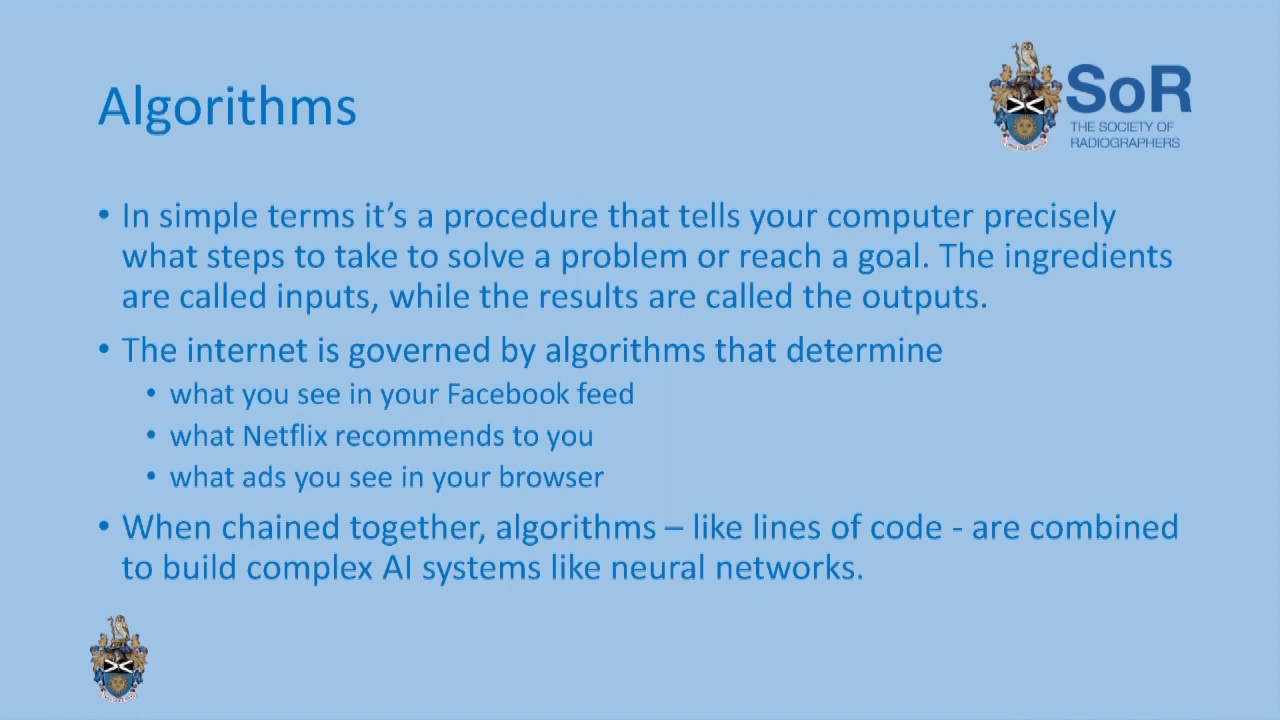 Algorithms
SoR
THE SOCIETY OF
RADIOGRAPHERS
• In simple terms it's a procedure that tells your computer precisely
what steps to take to solve a problem or reach a goal. The ingredients
are called inputs, while the results are called the outputs.
• The internet is governed by algorithms that determine
• what you see in your Facebook feed
• what Netflix recommends to you
• what ads you see in your browser
• When chained together, algorithms – like lines of code - are combined
to build complex AI systems like neural networks.